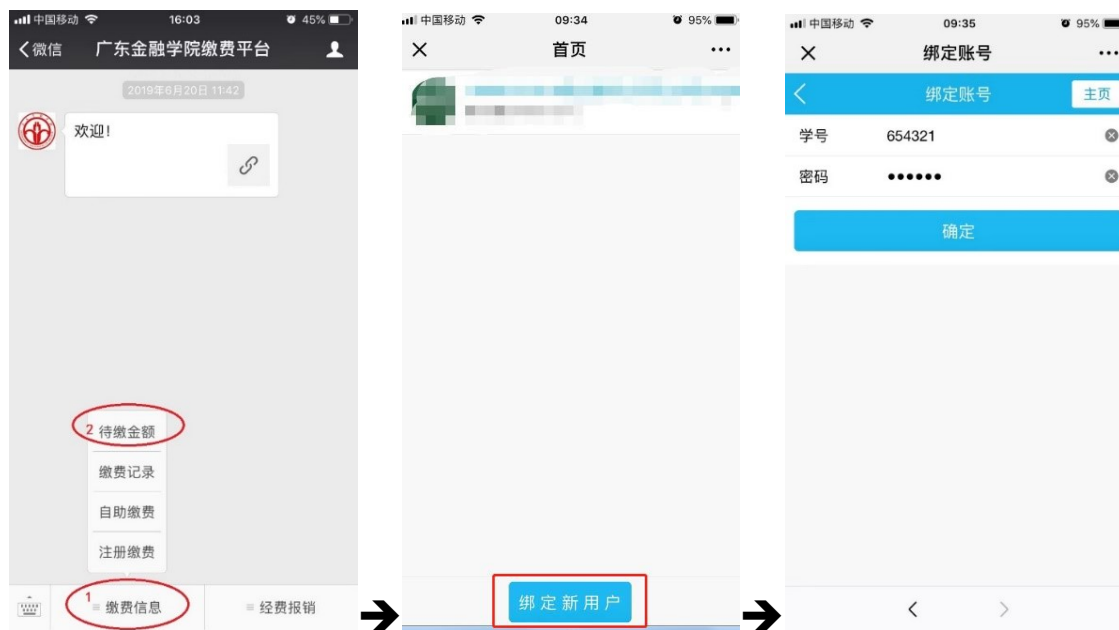 中国移动 16:03 45%
微信 广东金融学院缴费平台
2019年6月20日 11:42
欢迎!
2 待缴金额
缴费记录
自助缴费
注册缴费
1 缴费信息
经费报销
中国移动 09:34 95%
首页
绑定新用户
中国移动 09:35 95%
绑定账号
绑定账号 主页
学号 654321
密码 ••••••
确定